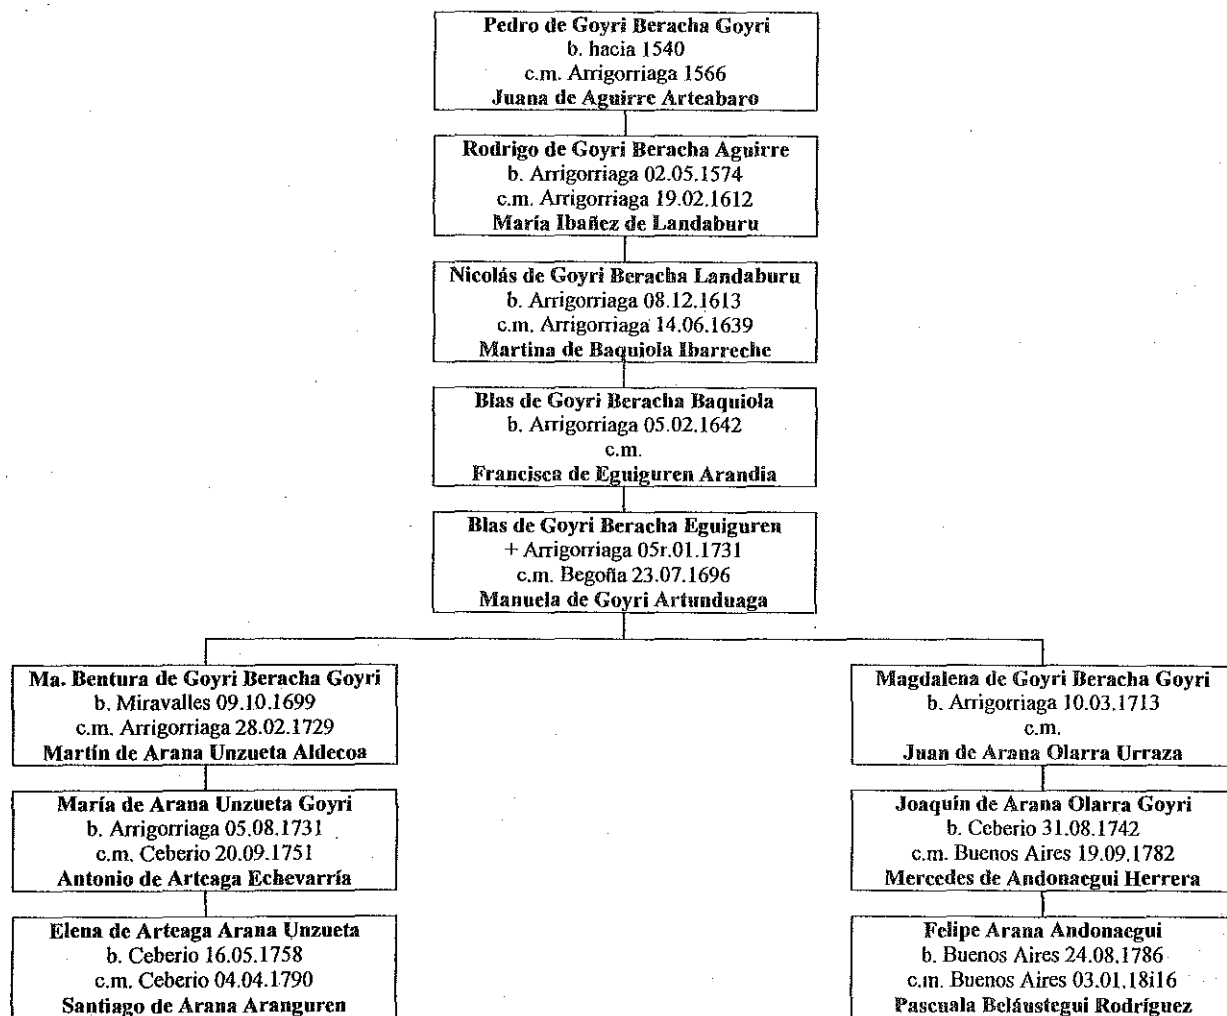 Pedro de Goyri Beracha Goyri
b. hacia 1540
c.m. Arrigorriaga 1566
Juana de Aguirre Arteabaro
Rodrigo de Goyri Beracha Aguirre
b. Arrigorriaga 02.05.1574
c.m. Arrigorriaga 19.02.1612
María Ibañez de Landaburu
Nicolás de Goyri Beracha Landaburu
b. Arrigorriaga 08.12.1613
c.m. Arrigorriaga 14.06.1639
Martina de Baquiola Ibarreche
Blas de Goyri Beracha Baquiola
b. Arrigorriaga 05.02.1642
c.m.
Francisca de Eguiguren Arandia
Blas de Goyri Beracha Eguiguren
+ Arrigorriaga 05r.01.1731
c.m. Begoña 23.07.1696
Manuela de Goyri Artunduaga
Ma. Bentura de Goyri Beracha Goyri
b. Miravalles 09.10.1699
c.m. Arrigorriaga 28.02.1729
Martín de Arana Unzueta Aldecoa
María de Arana Unzueta Goyri
b. Arrigorriaga 05.08.1731
c.m. Ceberio 20.09.1751
Antonio de Arteaga Echevarría
Elena de Arteaga Arana Unzueta
b. Ceberio 16.05.1758
c.m. Ceberio 04.04.1790
Santiago de Arana Aranguren
Magdalena de Goyri Beracha Goyri
b. Arrigorriaga 10.03.1713
c.m.
Juan de Arana Olarra Urraza
Joaquín de Arana Olarra Goyri
b. Ceberio 31.08.1742
c.m. Buenos Aires 19.09.1782
Mercedes de Andonaegui Herrera
Felipe Arana Andonaegui
b. Buenos Aires 24.08.1786
c.m. Buenos Aires 03.01.18i16
Pascuala Beláustegui Rodríguez